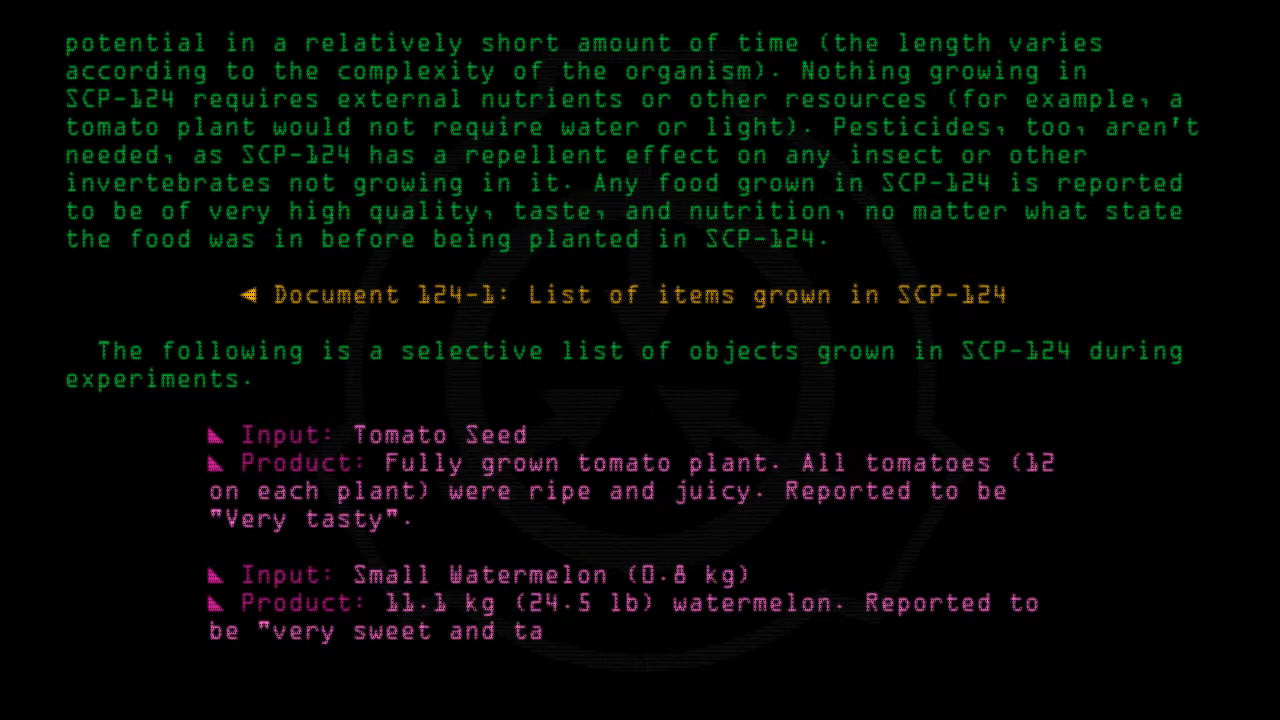 potential in a relatively short amount of time (the length varies
according to the complexity of the organism). Nothing growing in
SCP-124 requires external nutrients or other resources (for example, a
tomato plant would not require water or light). Pesticides, too, aren't
needed, as SCP-124 has a repellent effect on any insect or other
invertebrates not growing in it. Any food grown in SCP-124 is reported
to be of very high quality, taste, and nutrition, no matter what state
the food was in before being planted in SCP-124.
◄ Document 124-1: List of items grown in SCP-124
The following is a selective list of objects grown in SCP-124 during
experiments.
◣ Input: Tomato Seed
◣ Product: Fully grown tomato plant. All tomatoes (12
on each plant) were ripe and juicy. Reported to be
"Very tasty".
◣ Input: Small Watermelon (0.8 kg)
◣ Product: 11.1 kg (24.5 lb) watermelon. Reported to
be "very sweet and ta